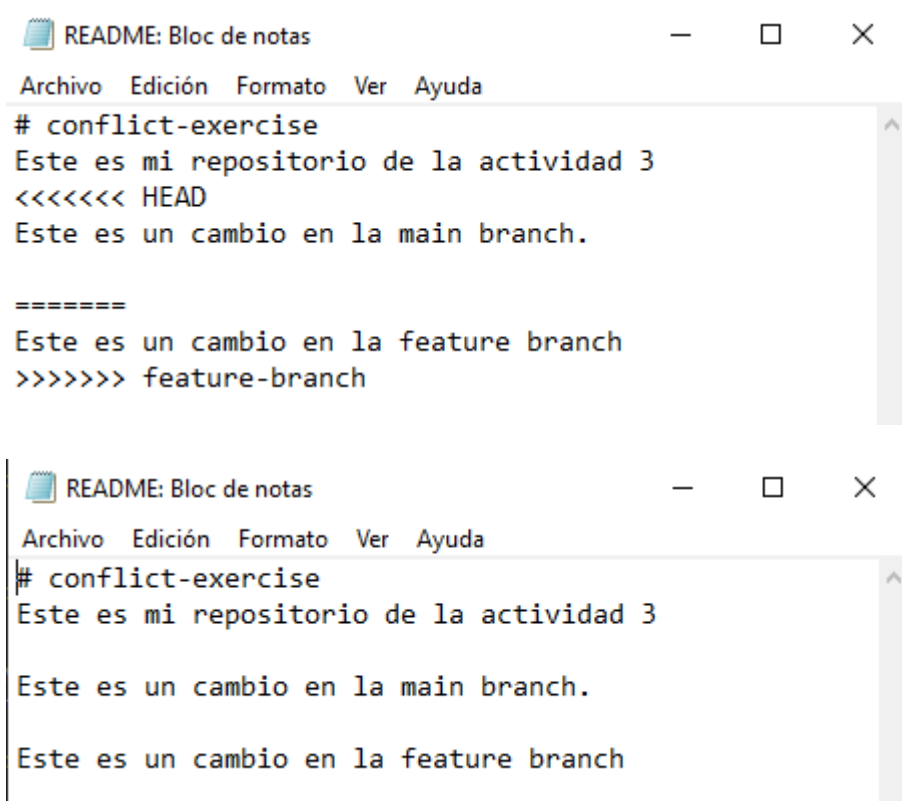 README: Bloc de notas
Archivo Edición Formato Ver Ayuda
# conflict-exercise
Este es mi repositorio de la actividad 3
<<<<<<< HEAD
Este es un cambio en la main branch.
=======
Este es un cambio en la feature branch
>>>>>>> feature-branch
README: Bloc de notas
Archivo Edición Formato Ver Ayuda
# conflict-exercise
Este es mi repositorio de la actividad 3
Este es un cambio en la main branch.
Este es un cambio en la feature branch